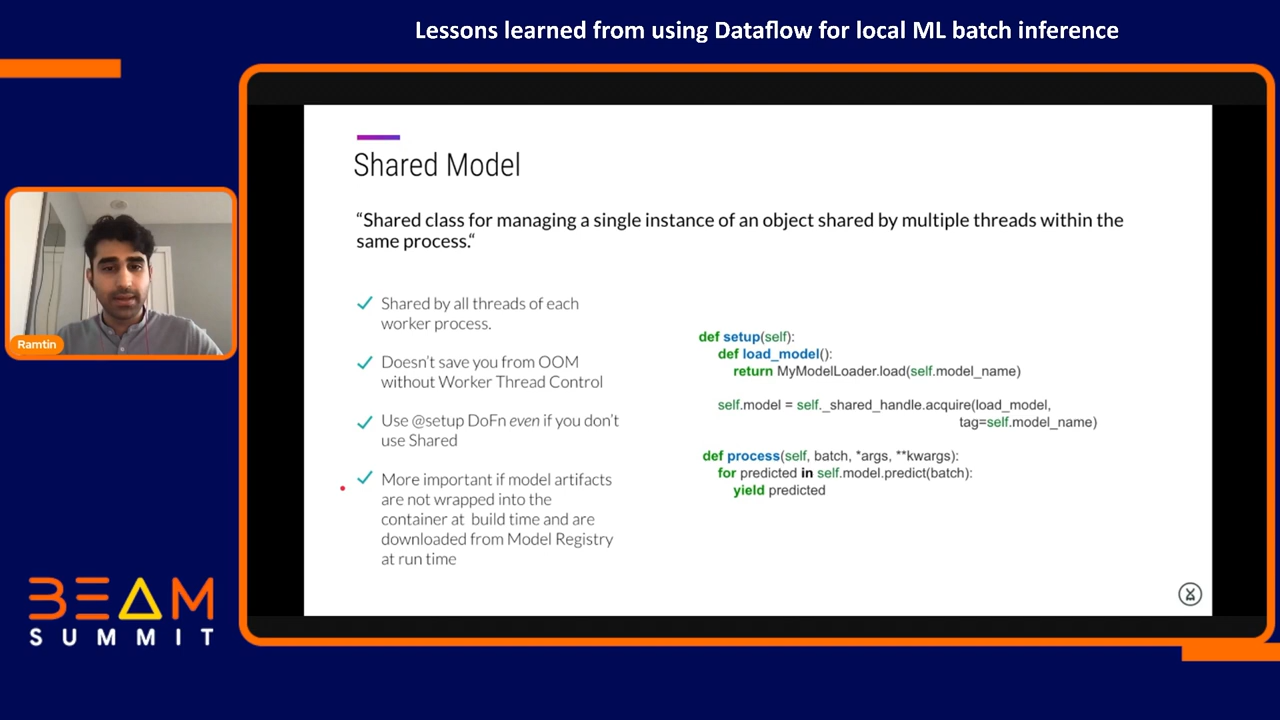 Lessons learned from using Dataflow for local ML batch inference
Shared Model
“Shared class for managing a single instance of an object shared by multiple threads within the
same process.“
Shared by all threads of each
worker process.
Doesn’t save you from OOM
without Worker Thread Control
Use @setup DoFn even if you don’t
use Shared
More important if model artifacts
are not wrapped into the
container at build time and are
downloaded from Model Registry
at run time
def setup(self):
def load_model():
return MyModelLoader.load(self.model_name)
self.model = self._shared_handle.acquire(load_model,
tag=self.model_name)
def process(self, batch, *args, **kwargs):
for predicted in self.model.predict(batch):
yield predicted
Ramtin
BEAM
SUMMIT